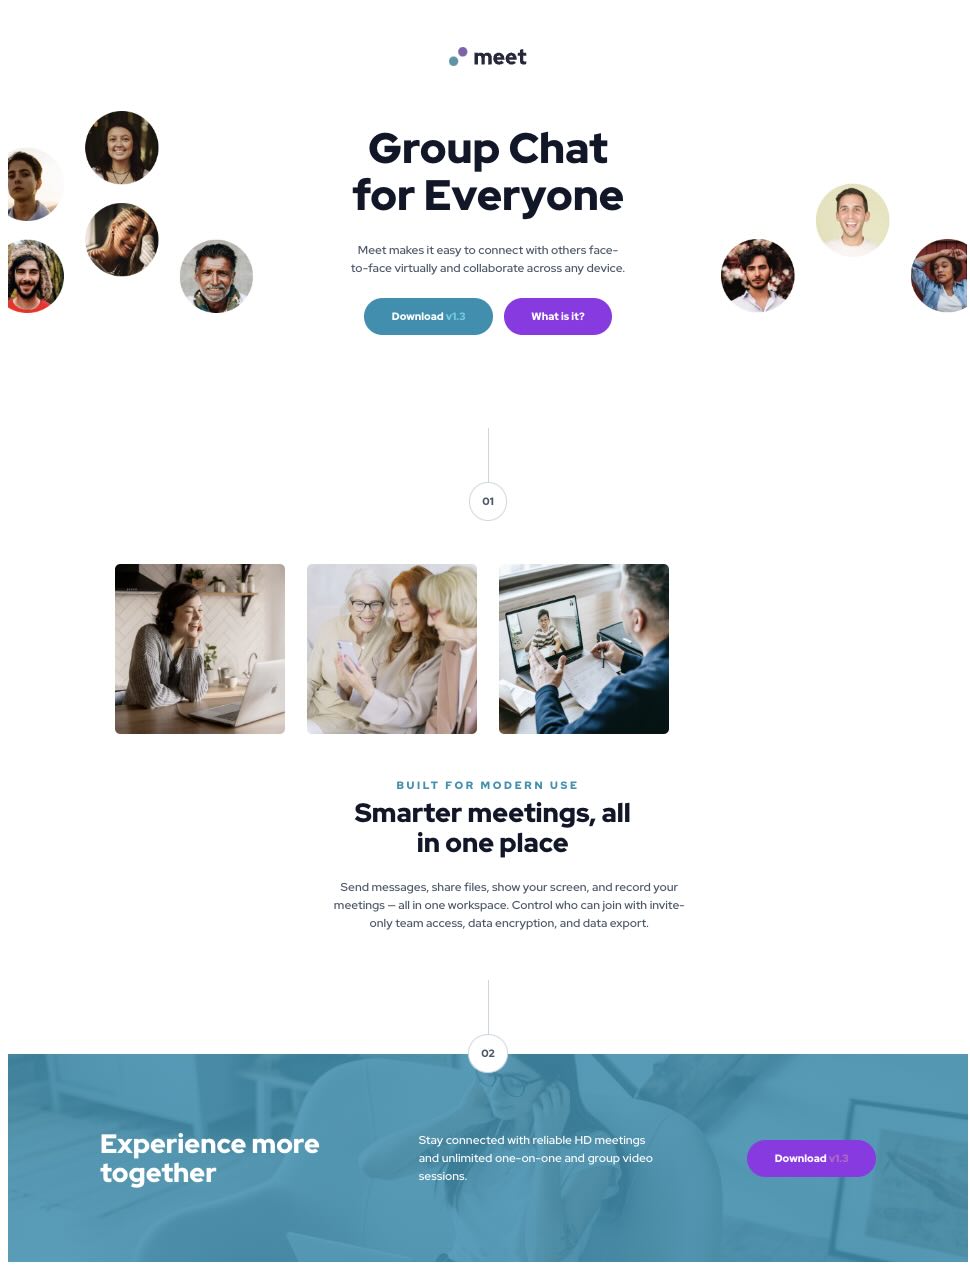 meet
Group Chat
for Everyone
Meet makes it easy to connect with others face-
to-face virtually and collaborate across any device.
Download v1.3
What is it?
01
BUILT FOR MODERN USE
Smarter meetings, all
in one place
Send messages, share files, show your screen, and record your
meetings — all in one workspace. Control who can join with invite-
only team access, data encryption, and data export.
02
Experience more
together
Stay connected with reliable HD meetings
and unlimited one-on-one and group video
sessions.
Download v1.3